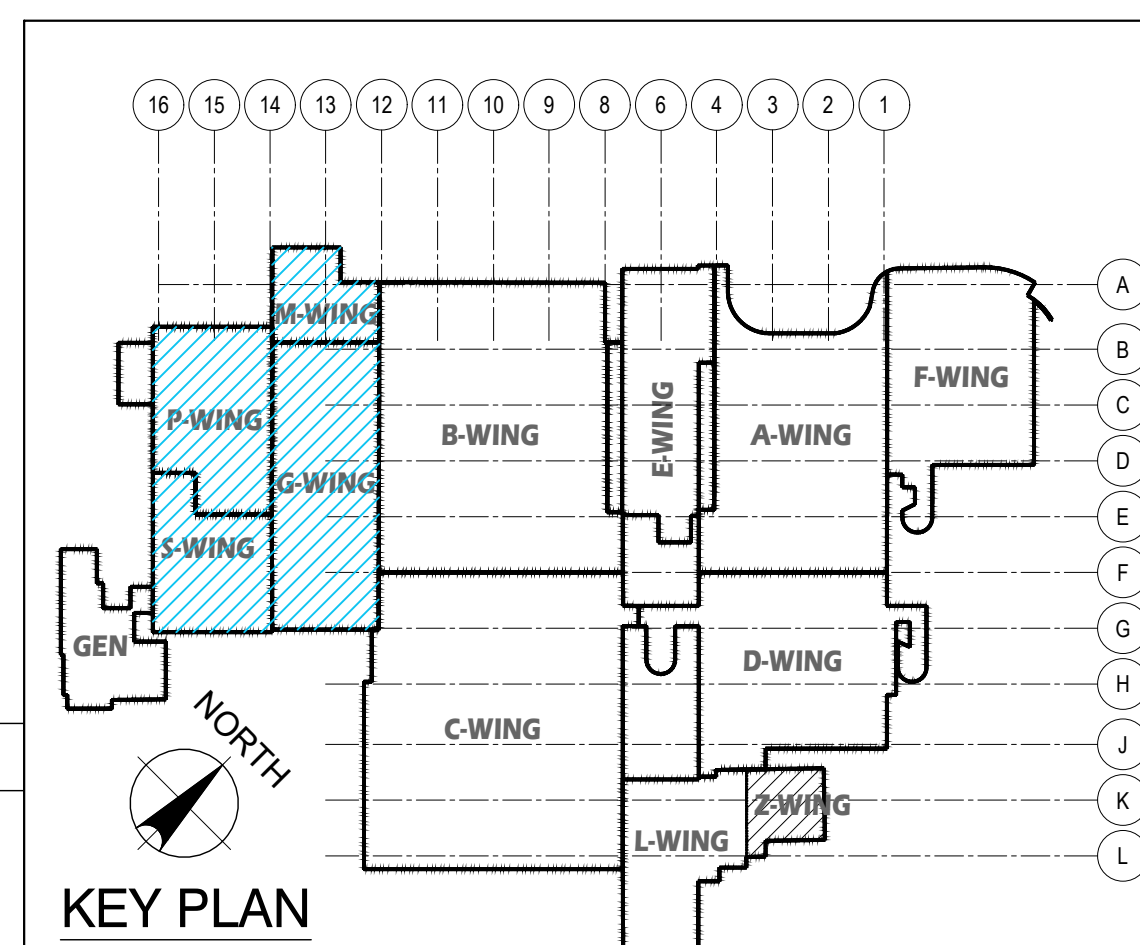 16 15 14 13 12 11 10 9 8 6 4 3 2 1
A
M-WING
B
F-WING
C
P-WING
B-WING
E-WING
A-WING
D
G-WING
E
S-WING
F
G
GEN
D-WING
H
NORTH
C-WING
J
K
Z-WING
L-WING
L
KEY PLAN